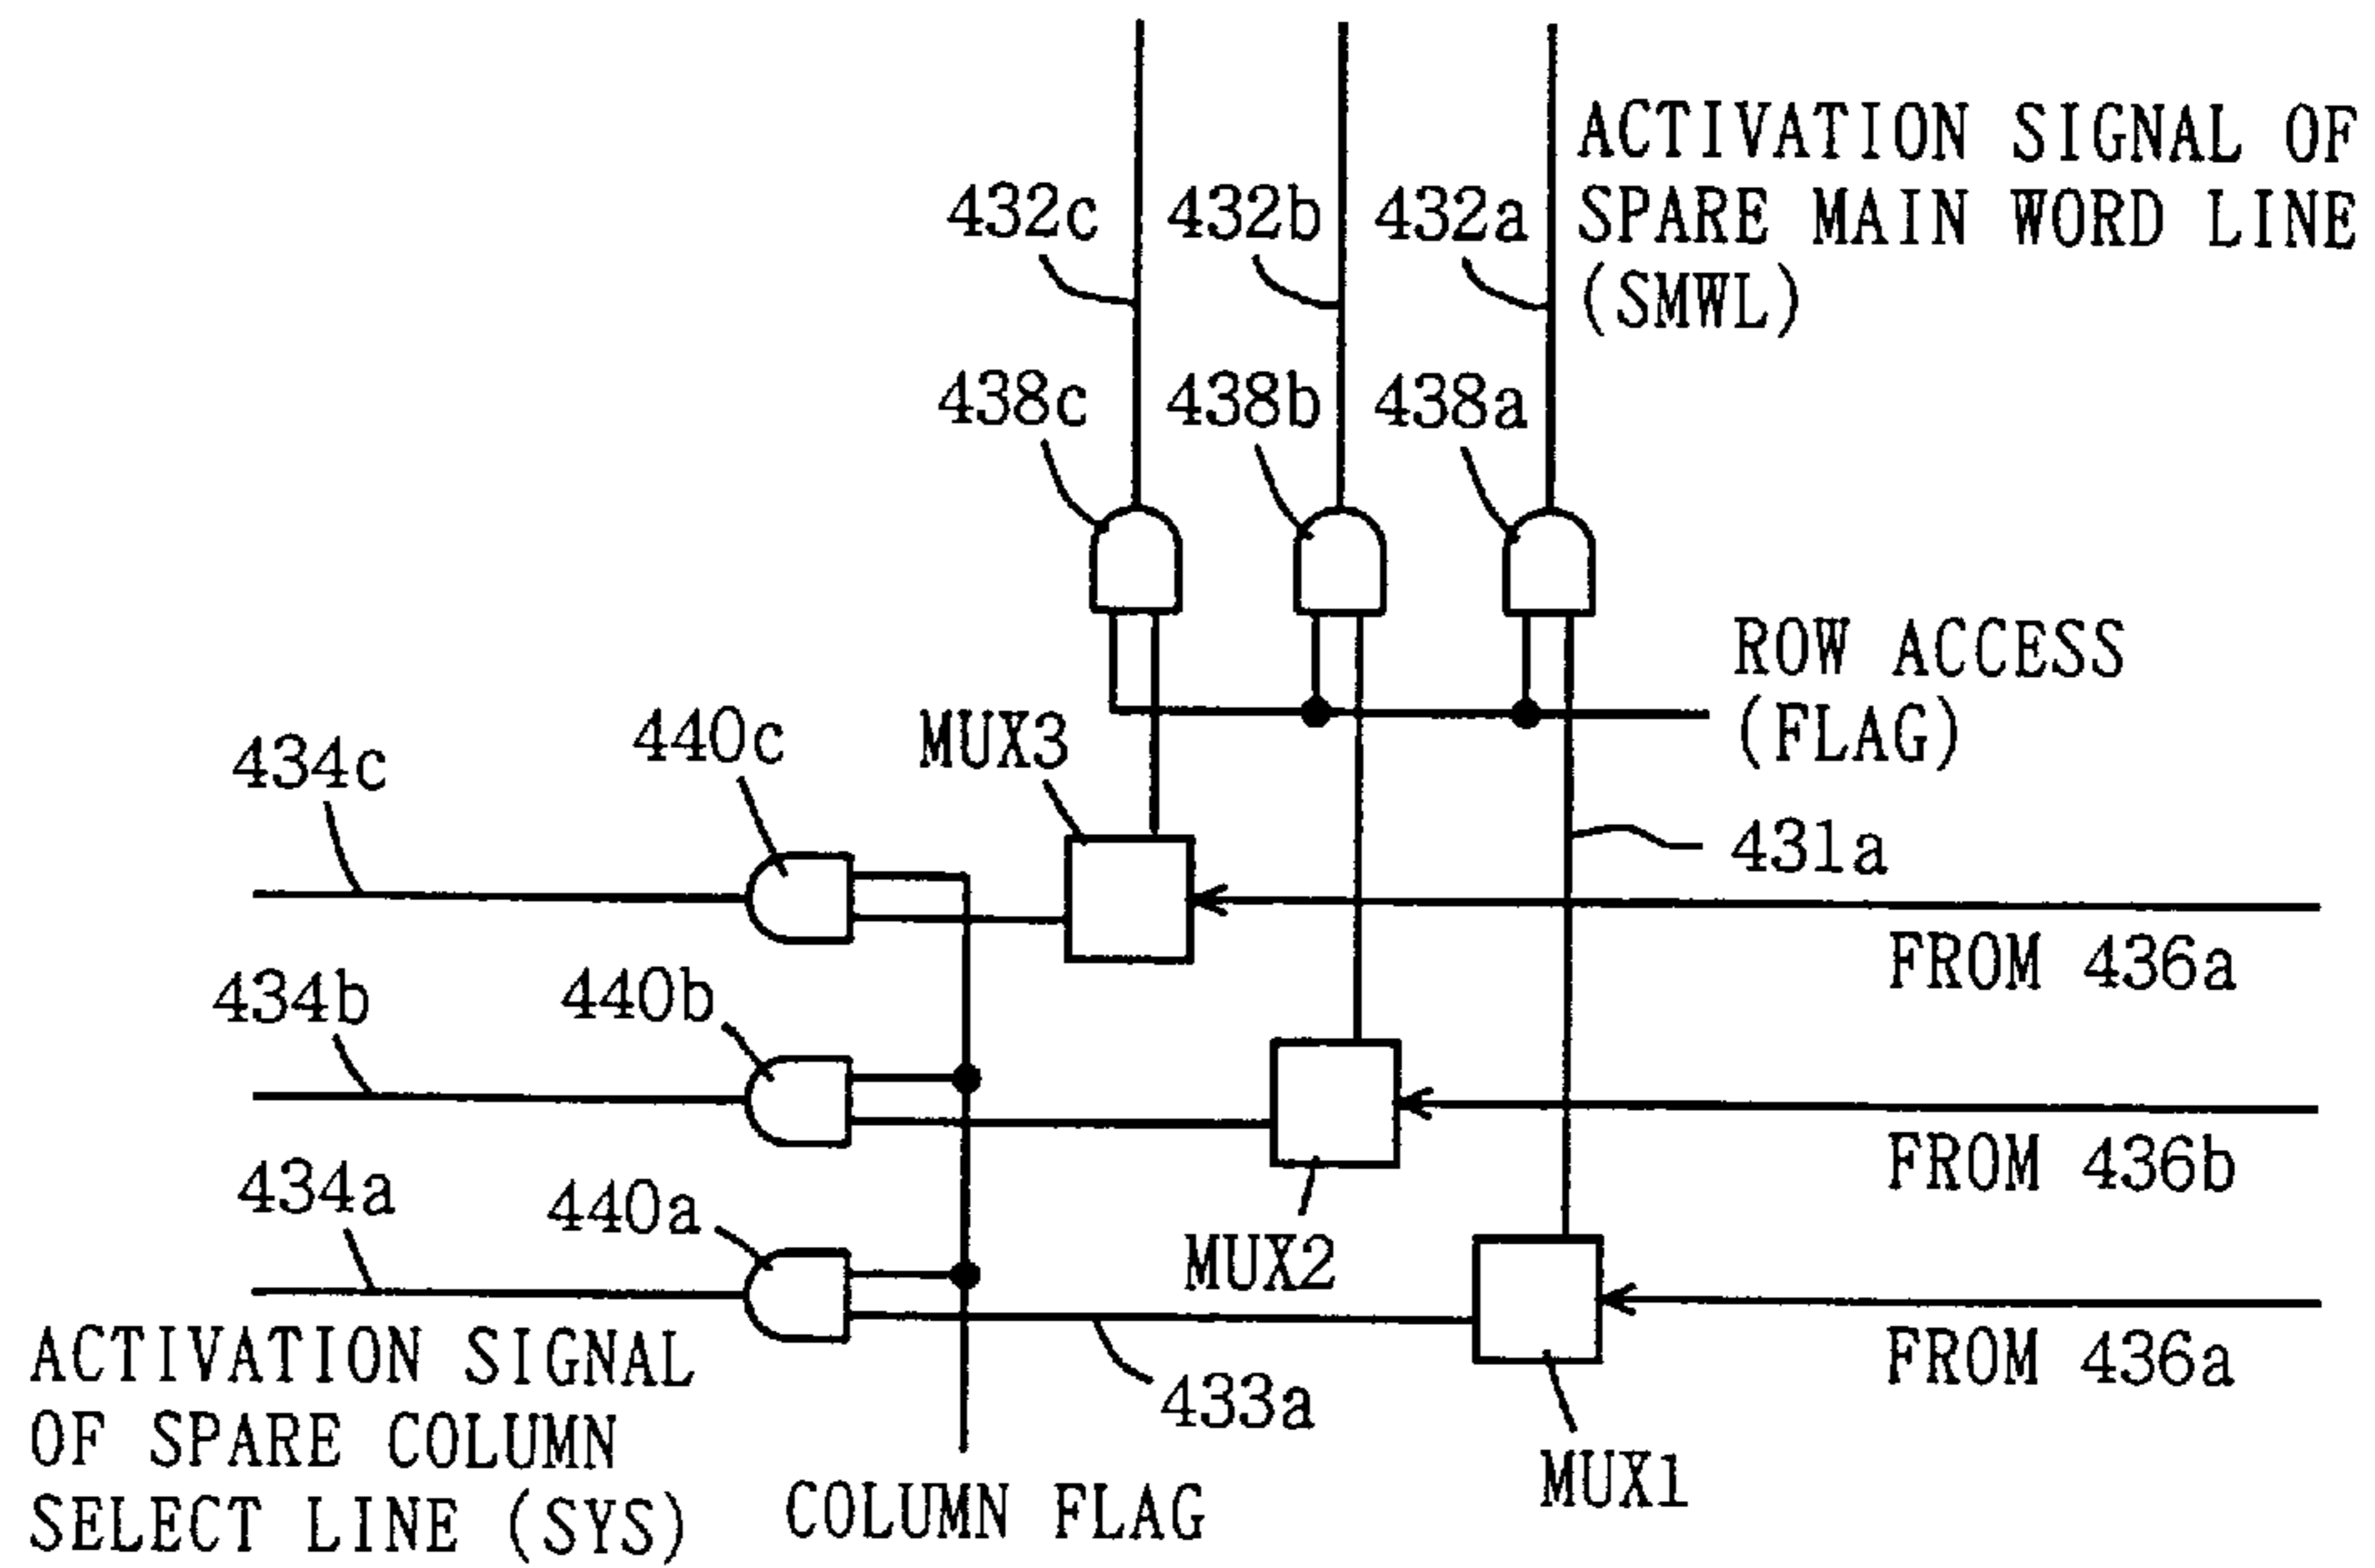 ACTIVATION SIGNAL OF
SPARE MAIN WORD LINE
(SMWL)
432c
432b
432a
438c
438b
438a
ROW ACCESS
(FLAG)
MUX3
440c
434c
431a
FROM 436a
434b
440b
FROM 436b
434a
440a
MUX2
FROM 436a
ACTIVATION SIGNAL
OF SPARE COLUMN
SELECT LINE (SYS)
433a
MUX1
COLUMN FLAG